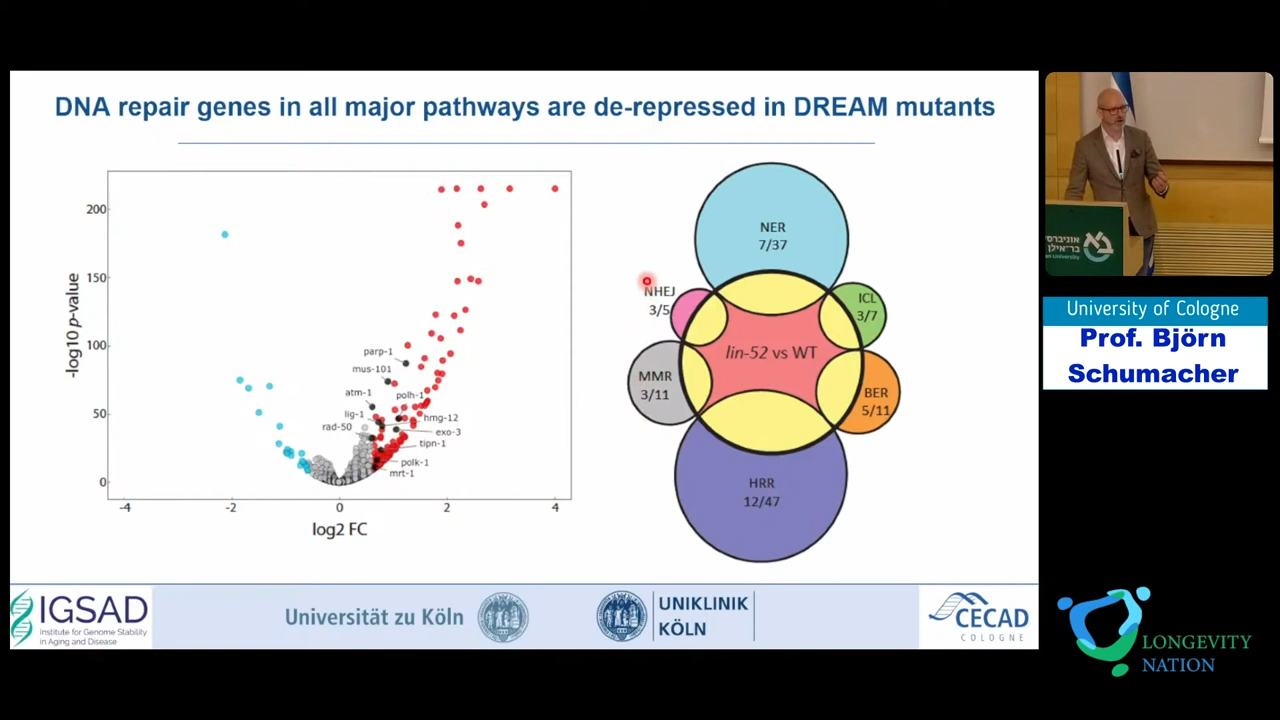 DNA repair genes in all major pathways are de-repressed in DREAM mutants
-log10 p-value
200
150
100
50
0
-4
-2
0
2
4
log2 FC
parp-1
mus-101
atm-1
polh-1
lig-1
hmg-12
rad-50
exo-3
tipn-1
polk-1
mrt-1
NER
7/37
NHEJ
3/5
ICL
3/7
lin-52 vs WT
MMR
3/11
BER
5/11
HRR
12/47
IGSAD
Institute for Genome Stability
in Aging and Disease
Universität zu Köln
UNIKLINIK
KÖLN
CECAD
COLOGNE
University of Cologne
Prof. Björn
Schumacher
LONGEVITY
NATION